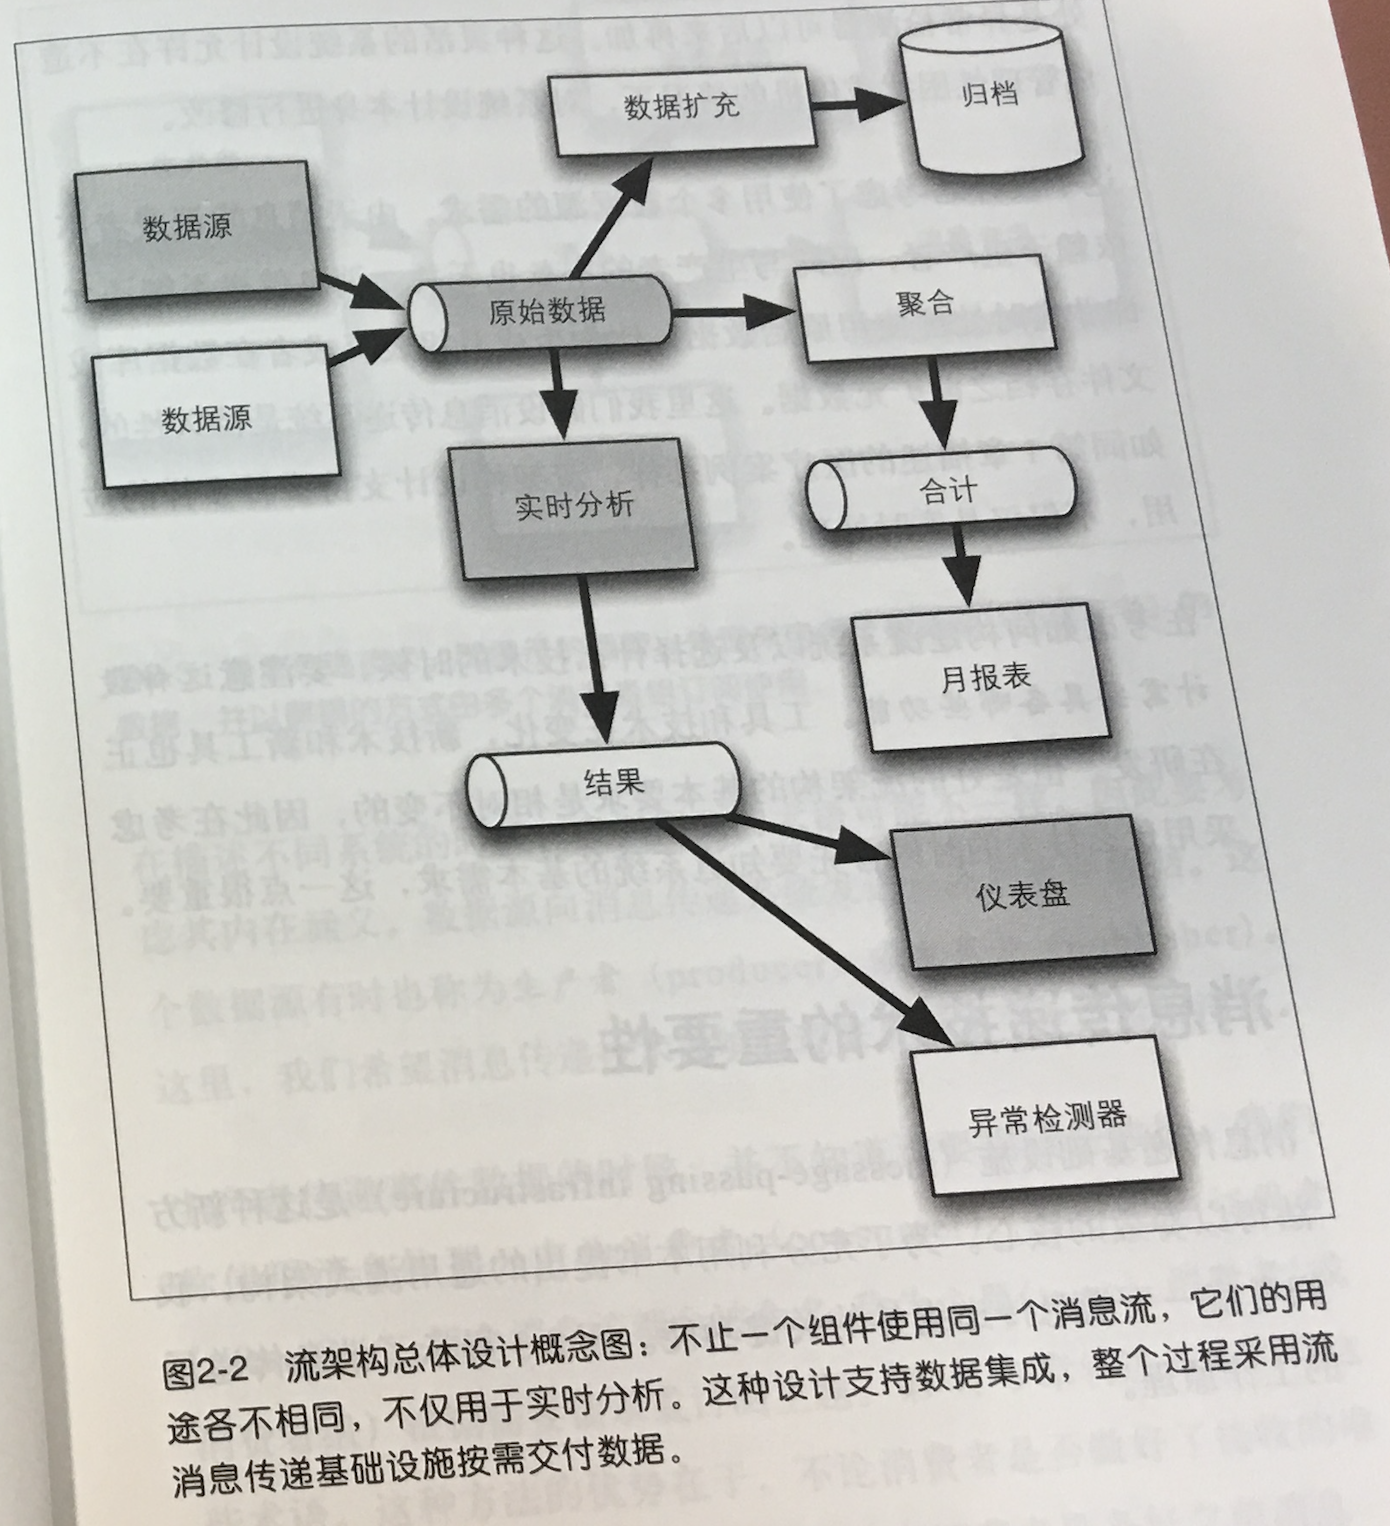 数据扩充
归档
数据源
原始数据
聚合
数据源
实时分析
合计
月报表
结果
仪表盘
异常检测器
图2-2 流架构总体设计概念图：不止一个组件使用同一个消息流，它们的用
途各不相同，不仅用于实时分析。这种设计支持数据集成，整个过程采用流
消息传递基础设施按需交付数据。